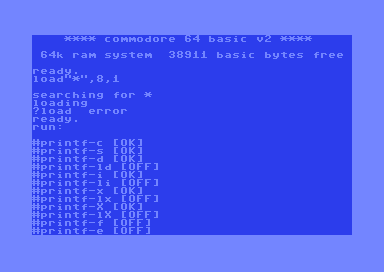 **** commodore 64 basic v2 ****
64k ram system 38911 basic bytes free
ready.
load"*",8,1
searching for *
loading
?load error
ready.
run:
#printf-c [OK]
#printf-s [OK]
#printf-d [OK]
#printf-ld [OFF]
#printf-i [OK]
#printf-li [OFF]
#printf-x [OK]
#printf-lx [OFF]
#printf-X [OK]
#printf-lX [OFF]
#printf-f [OFF]
#printf-e [OFF]